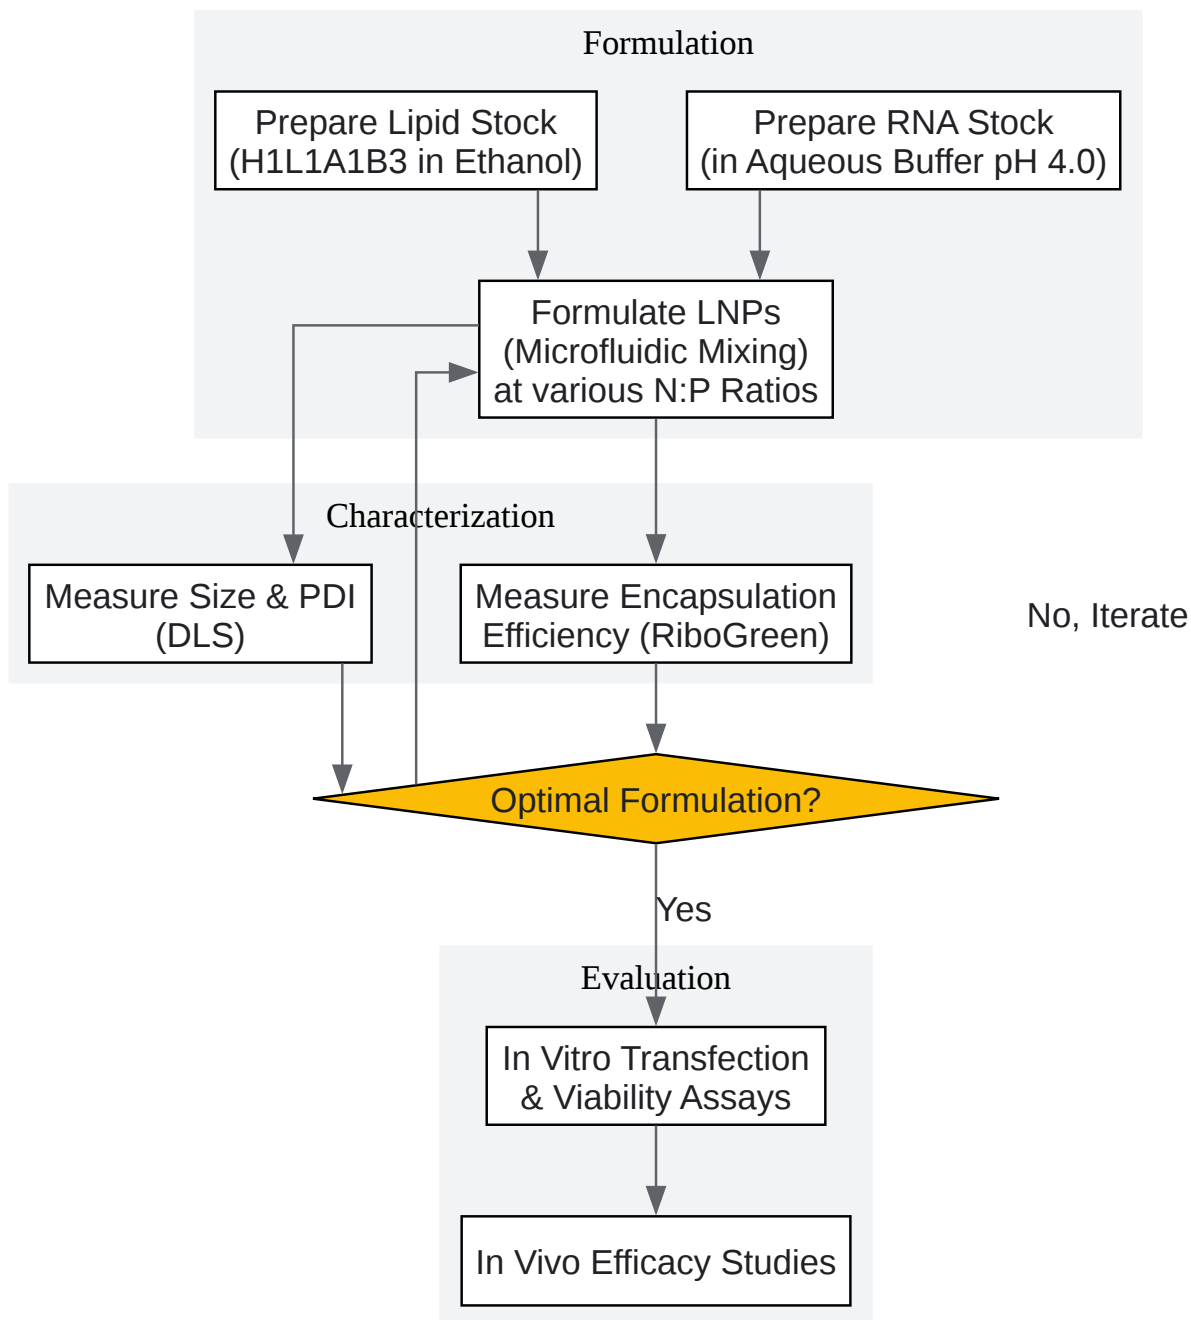 Formulation
Prepare Lipid Stock
(H1L1A1B3 in Ethanol)
Prepare RNA Stock
(in Aqueous Buffer pH 4.0)
Formulate LNPs
(Microfluidic Mixing)
at various N:P Ratios
Characterization
Measure Size & PDI
(DLS)
Measure Encapsulation
Efficiency (RiboGreen)
No, Iterate
Optimal Formulation?
Yes
Evaluation
In Vitro Transfection
& Viability Assays
In Vivo Efficacy Studies